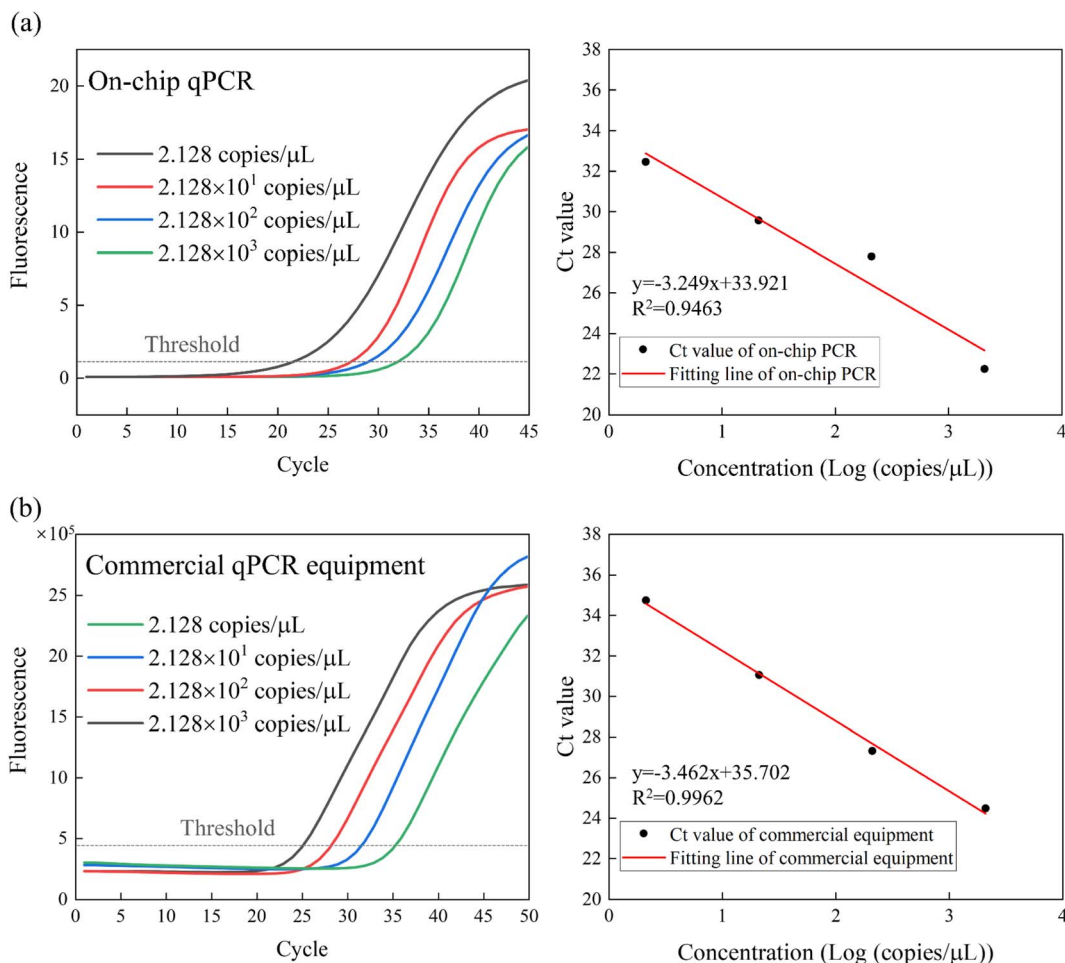 (a)
On-chip qPCR
2.128 copies/μL
2.128×10¹ copies/μL
2.128×10² copies/μL
2.128×10³ copies/μL
Threshold
Fluorescence
20
15
10
5
0
0 5 10 15 20 25 30 35 40 45
Cycle
Ct value
38
36
34
32
30
28
26
24
22
20
y=-3.249x+33.921
R²=0.9463
Ct value of on-chip PCR
Fitting line of on-chip PCR
1 2 3 4
Concentration (Log (copies/μL))
(b)
×10⁵
Commercial qPCR equipment
2.128 copies/μL
2.128×10¹ copies/μL
2.128×10² copies/μL
2.128×10³ copies/μL
Threshold
Fluorescence
25
20
15
10
5
0
0 5 10 15 20 25 30 35 40 45 50
Cycle
Ct value
38
36
34
32
30
28
26
24
22
20
y=-3.462x+35.702
R²=0.9962
Ct value of commercial equipment
Fitting line of commercial equipment
1 2 3 4
Concentration (Log (copies/μL))